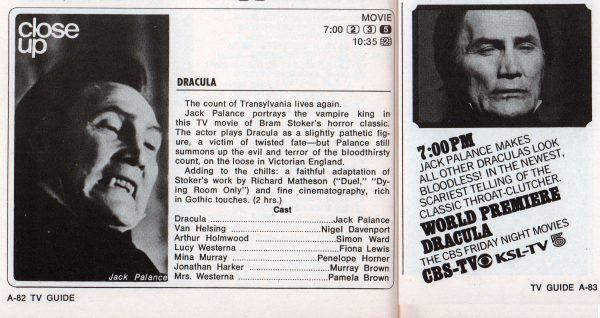 close
up
MOVIE
7:00 2 3 5
10:35
DRACULA
The count of Transylvania lives again.
Jack Palance portrays the vampire king in
this TV movie of Bram Stoker's horror classic.
The actor plays Dracula as a slightly pathetic fig-
ure, a victim of twisted fate—but Palance still
summons up the evil and terror of the bloodthirsty
count, on the loose in Victorian England.
Adding to the chills: a faithful adaptation of
Stoker's work by Richard Matheson ("Duel," "Dy-
ing Room Only") and fine cinematography, rich
in Gothic touches. (2 hrs.)
Cast
Dracula ....................Jack Palance
Van Helsing ....................Nigel Davenport
Arthur Holmwood ....................Simon Ward
Lucy Westerna ....................Fiona Lewis
Mina Murray ....................Penelope Horner
Jonathan Harker ....................Murray Brown
Mrs. Westerna ....................Pamela Brown
Jack Palance
A-82 TV GUIDE
7:00PM
JACK PALANCE MAKES
ALL OTHER DRACULAS LOOK
BLOODLESS! IN THE NEWEST,
SCARIEST TELLING OF THE
CLASSIC THROAT-CLUTCHER.
WORLD PREMIERE
DRACULA
THE CBS FRIDAY NIGHT MOVIES
CBS-TV KSL-TV 5
TV GUIDE A-83